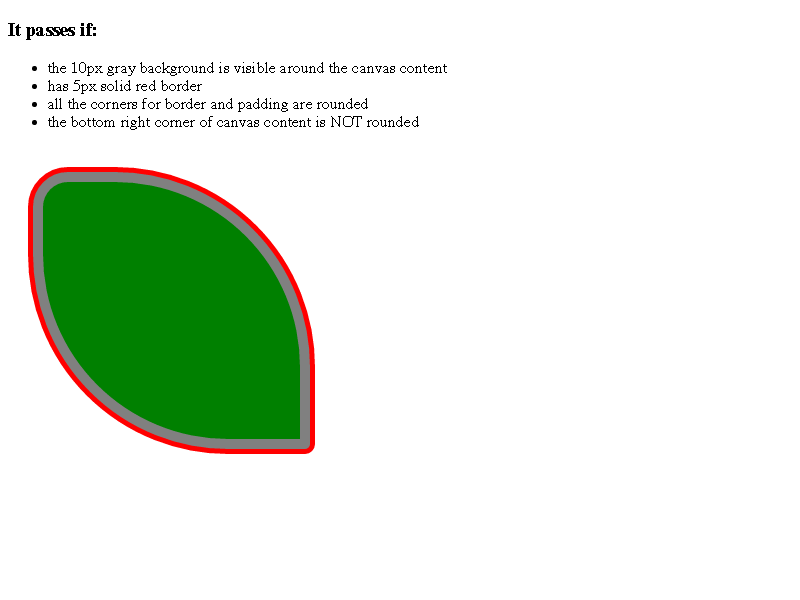 It passes if:
the 10px gray background is visible around the canvas content
has 5px solid red border
all the corners for border and padding are rounded
the bottom right corner of canvas content is NOT rounded